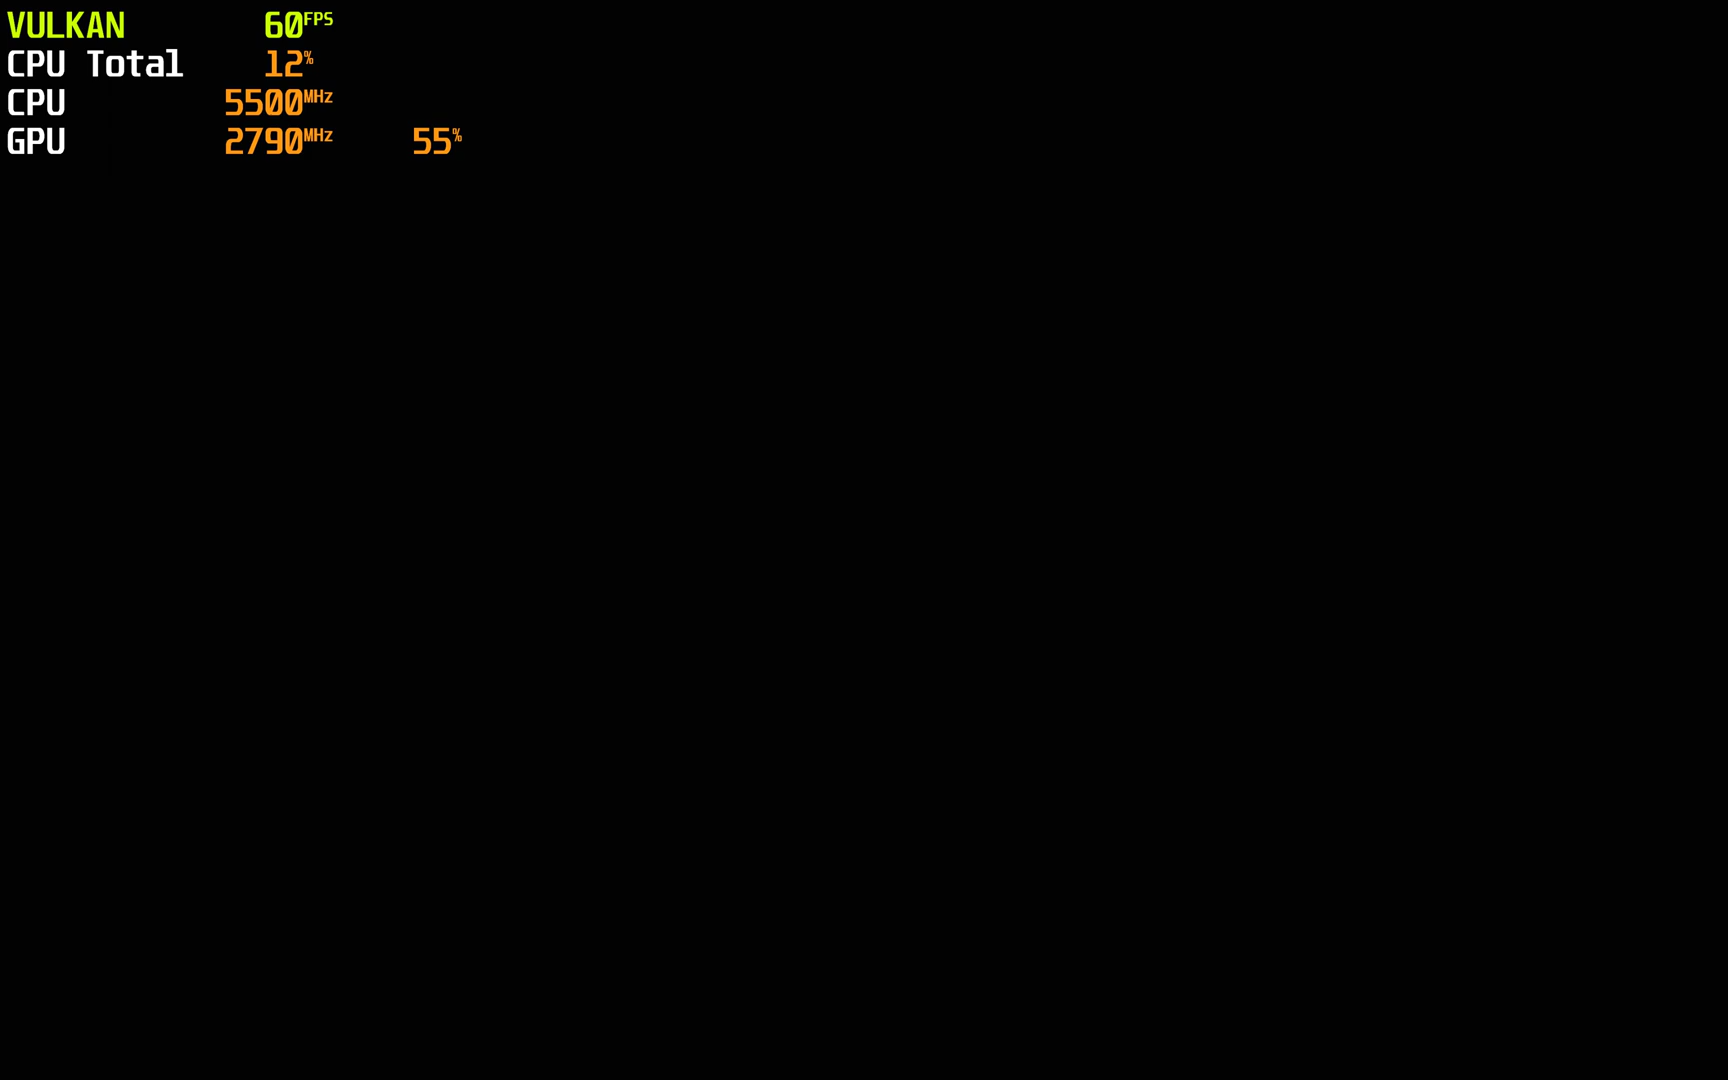 VULKAN 60FPS
CPU Total 12%
CPU 5500MHz
GPU 2790MHz 55%